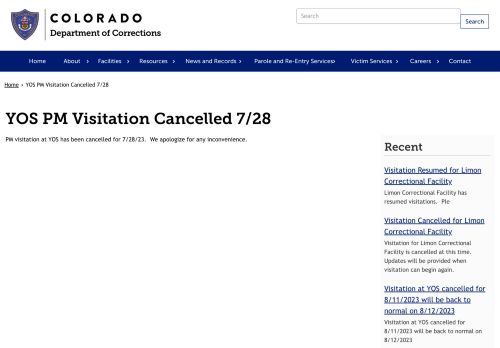 COLORADO
Department of Corrections
Search
Search
Home About Facilities Resources News and Records Parole and Re-Entry Services Victim Services Careers Contact
Home › YOS PM Visitation Cancelled 7/28
YOS PM Visitation Cancelled 7/28
PM visitation at YOS has been cancelled for 7/28/23. We apologize for any inconvenience.
Recent
Visitation Resumed for Limon
Correctional Facility
Limon Correctional Facility has
resumed visitations. Ple
Visitation Cancelled for Limon
Correctional Facility
Visitation for Limon Correctional
Facility is cancelled at this time.
Updates will be provided when
visitation can begin again.
Visitation at YOS cancelled for
8/11/2023 will be back to
normal on 8/12/2023
Visitation at YOS cancelled for
8/11/2023 will be back to normal on
8/12/2023